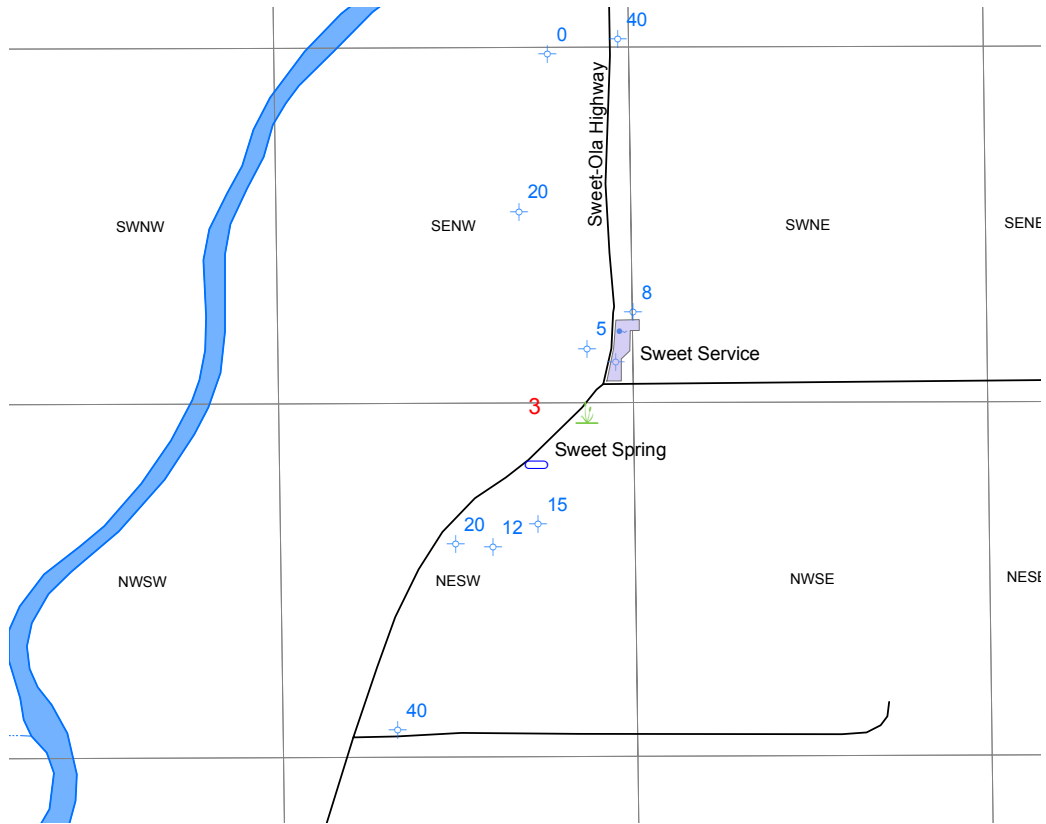 0
40
Sweet-Ola Highway
20
SWNW
SENW
SWNE
SENE
8
5
Sweet Service
3
Sweet Spring
15
20
12
NWSW
NESW
NWSE
NESE
40